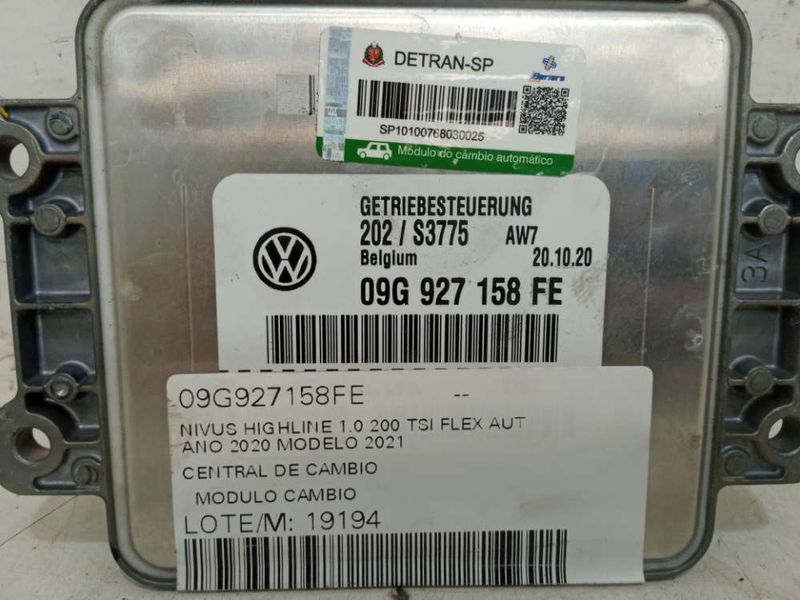 DETRAN-SP
SP10100768030025
Módulo do câmbio automático
GETRIEBESTEUERUNG
202 / S3775 AW7
Belgium 20.10.20
09G 927 158 FE
3A
09G927158FE --
NIVUS HIGHLINE 1.0 200 TSI FLEX AUT
ANO 2020 MODELO 2021
CENTRAL DE CAMBIO
MODULO CAMBIO
LOTE/M: 19194